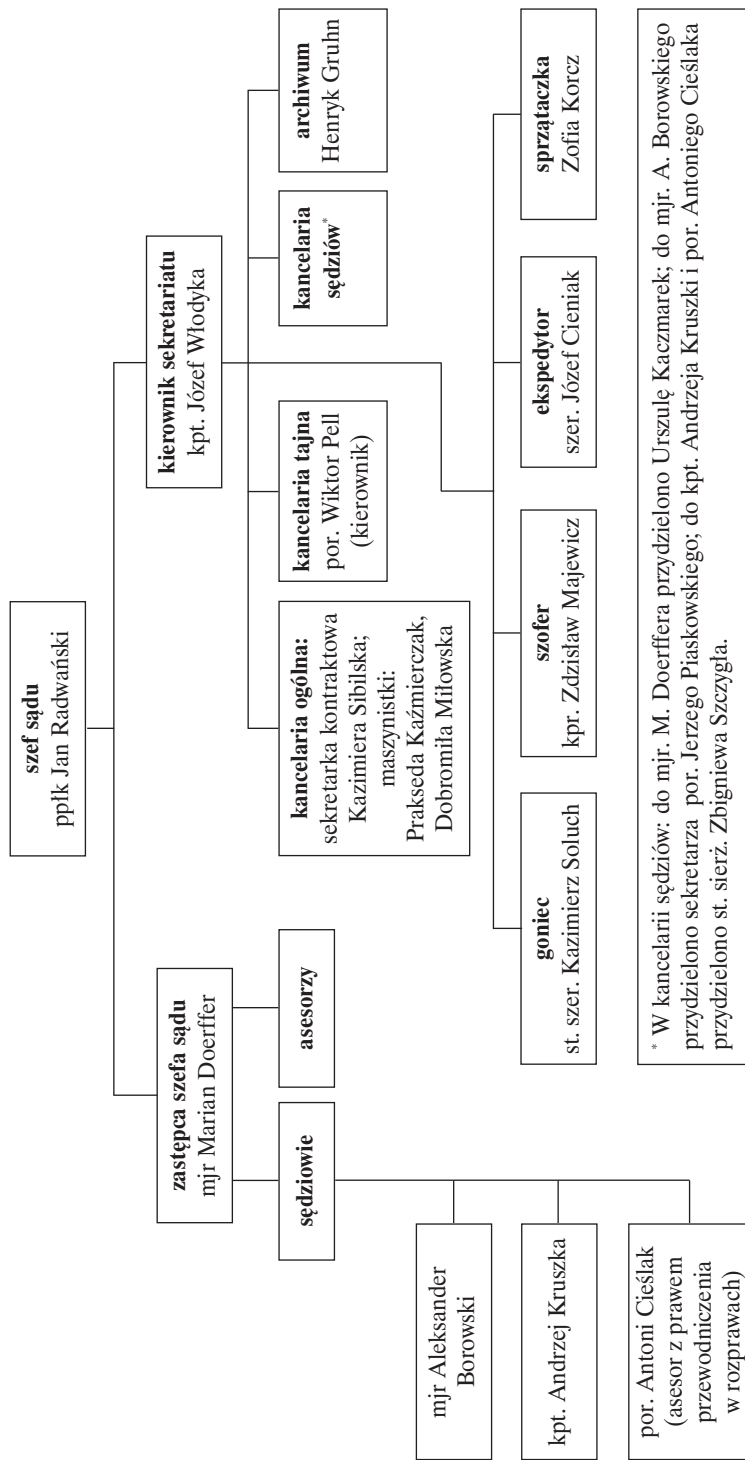 szef sądu
ppłk Jan Radwański
zastępca szefa sądu
mjr Marian Doerffer
kierownik sekretariatu
kpt. Józef Włodyka
sędziowie
asesorzy
kancelaria ogólna:
sekretarka kontraktowa
Kazimiera Sibilska;
maszynistki:
Prakseda Kaźmierczak,
Dobromiła Miłowska
kancelaria tajna
por. Wiktor Pell
(kierownik)
kancelaria
sędziów*
archiwum
Henryk Gruhn
mjr Aleksander
Borowski
kpt. Andrzej Kruszka
por. Antoni Cieślak
(asesor z prawem
przewodniczenia
w rozprawach)
goniec
st. szer. Kazimierz Soluch
szofer
kpr. Zdzisław Majewicz
ekspedytor
szer. Józef Cieniak
sprzątaczka
Zofia Korcz
* W kancelarii sędziów: do mjr. M. Doerffera przydzielono Urszulę Kaczmarek; do mjr. A. Borowskiego
przydzielono sekretarza por. Jerzego Piaskowskiego; do kpt. Andrzeja Kruszki i por. Antoniego Cieślaka
przydzielono st. sierż. Zbigniewa Szczygła.